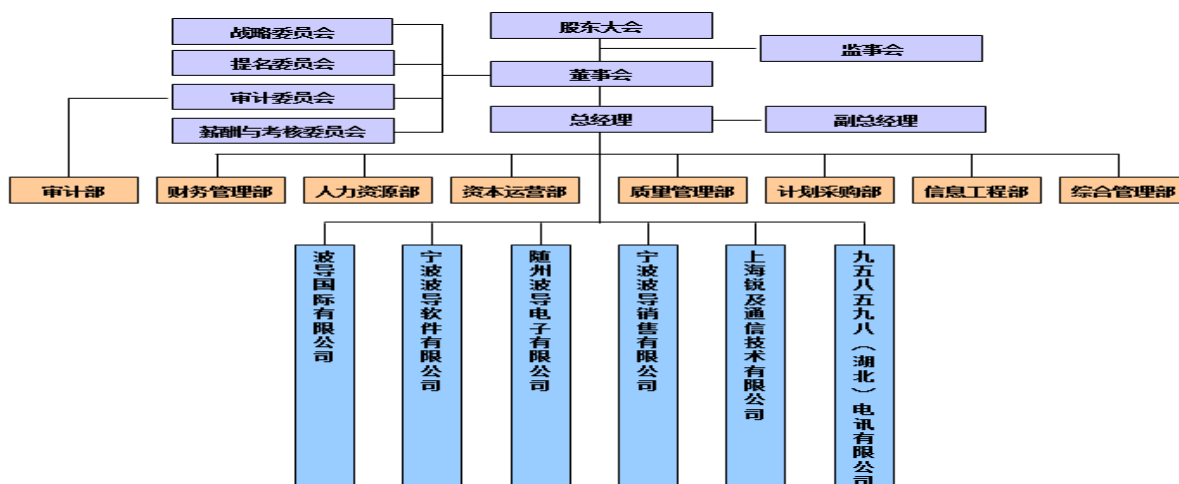 战略委员会
股东大会
监事会
提名委员会
董事会
审计委员会
总经理
副总经理
薪酬与考核委员会
审计部
财务管理部
人力资源部
资本运营部
质量管理部
计划采购部
信息工程部
综合管理部
波导国际有限公司
宁波波导软件有限公司
随州波导电子有限公司
宁波波导销售有限公司
上海锐及通信技术有限公司
九五八五九八（湖北）电讯有限公司